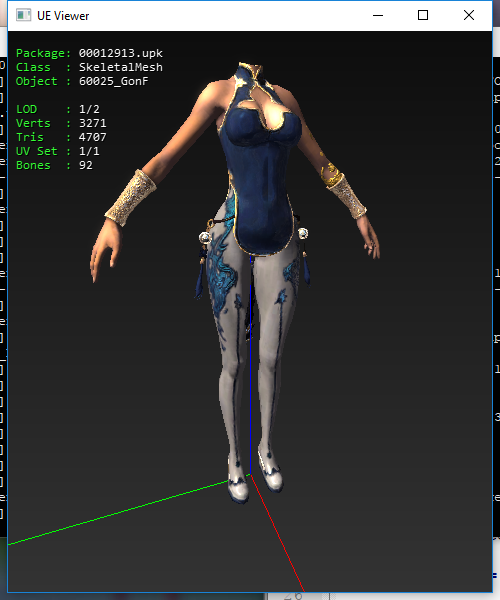 UE Viewer
Package: 00012913.upk
Class : SkeletalMesh
Object : 60025_GonF
LOD : 1/2
Verts : 3271
Tris : 4707
UV Set : 1/1
Bones : 92